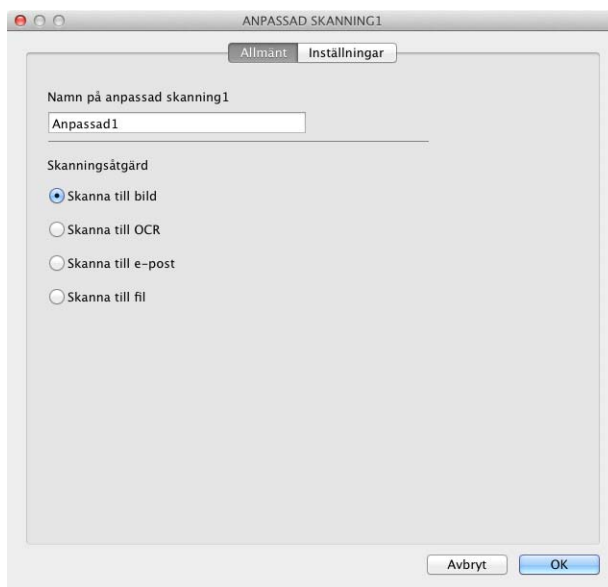 ANPASSAD SKANNING1
Allmänt Inställningar
Namn på anpassad skanning1
Anpassad1
Skanningsåtgärd
Skanna till bild
Skanna till OCR
Skanna till e-post
Skanna till fil
Avbryt OK